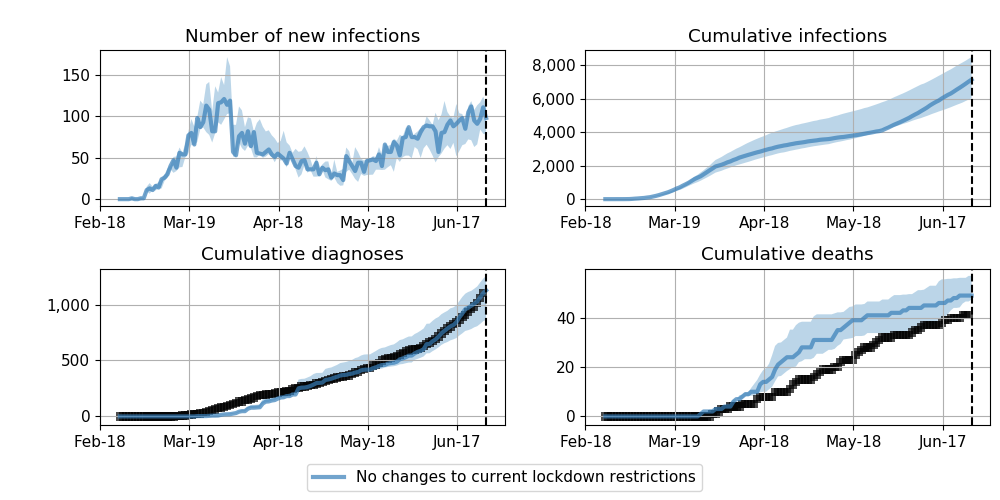 Number of new infections
150
100
50
0
Feb-18 Mar-19 Apr-18 May-18 Jun-17
Cumulative infections
8,000
6,000
4,000
2,000
0
Feb-18 Mar-19 Apr-18 May-18 Jun-17
Cumulative diagnoses
1,000
500
0
Feb-18 Mar-19 Apr-18 May-18 Jun-17
Cumulative deaths
40
20
0
Feb-18 Mar-19 Apr-18 May-18 Jun-17
No changes to current lockdown restrictions